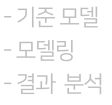 - 기준 모델
- 모델링
- 결과 분석